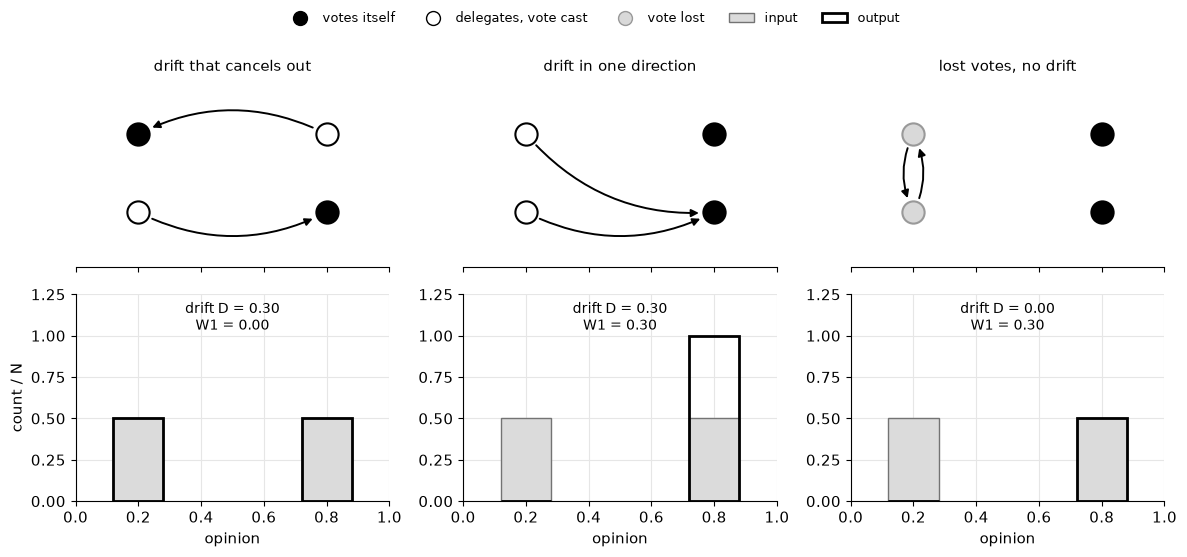 votes itself
delegates, vote cast
vote lost
input
output
drift that cancels out
drift in one direction
lost votes, no drift
1.25
1.00
0.75
0.50
0.25
0.00
count / N
drift D = 0.30
W1 = 0.00
0.0 0.2 0.4 0.6 0.8 1.0
opinion
1.25
1.00
0.75
0.50
0.25
0.00
drift D = 0.30
W1 = 0.30
0.0 0.2 0.4 0.6 0.8 1.0
opinion
1.25
1.00
0.75
0.50
0.25
0.00
drift D = 0.00
W1 = 0.30
0.0 0.2 0.4 0.6 0.8 1.0
opinion